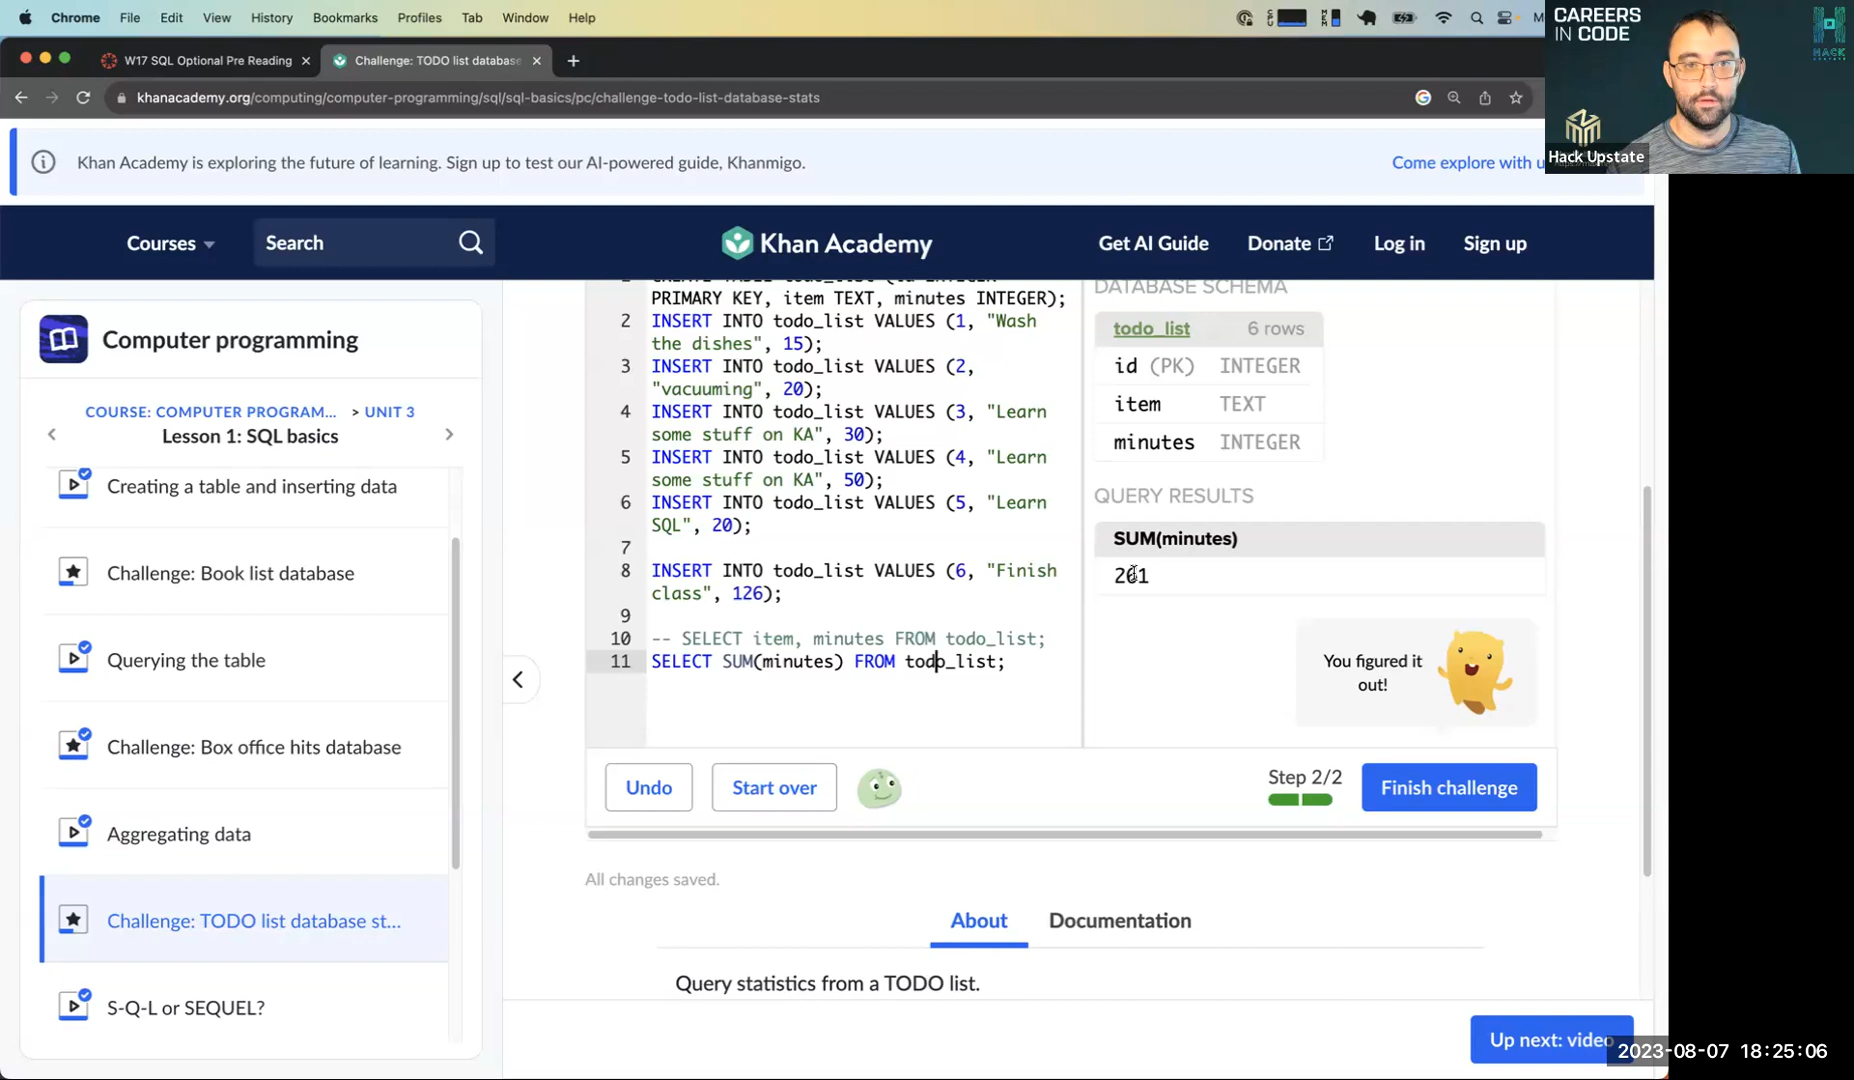 Chrome File Edit View History Bookmarks Profiles Tab Window Help
CAREERS
IN CODE
HACK
UPSTATE
Hack Upstate
W17 SQL Optional Pre Reading
Challenge: TODO list database
khanacademy.org/computing/computer-programming/sql/sql-basics/pc/challenge-todo-list-database-stats
Khan Academy is exploring the future of learning. Sign up to test our AI-powered guide, Khanmigo.
Come explore with u
Courses
Search
Khan Academy
Get AI Guide
Donate
Log in
Sign up
Computer programming
COURSE: COMPUTER PROGRAM... > UNIT 3
Lesson 1: SQL basics
Creating a table and inserting data
Challenge: Book list database
Querying the table
Challenge: Box office hits database
Aggregating data
Challenge: TODO list database st...
S-Q-L or SEQUEL?
PRIMARY KEY, item TEXT, minutes INTEGER);
2 INSERT INTO todo_list VALUES (1, "Wash
the dishes", 15);
3 INSERT INTO todo_list VALUES (2,
"vacuuming", 20);
4 INSERT INTO todo_list VALUES (3, "Learn
some stuff on KA", 30);
5 INSERT INTO todo_list VALUES (4, "Learn
some stuff on KA", 50);
6 INSERT INTO todo_list VALUES (5, "Learn
SQL", 20);
7
8 INSERT INTO todo_list VALUES (6, "Finish
class", 126);
9
10 -- SELECT item, minutes FROM todo_list;
11 SELECT SUM(minutes) FROM todo_list;
DATABASE SCHEMA
todo_list 6 rows
id (PK) INTEGER
item TEXT
minutes INTEGER
QUERY RESULTS
SUM(minutes)
261
You figured it
out!
Undo
Start over
Step 2/2
Finish challenge
All changes saved.
About
Documentation
Query statistics from a TODO list.
Up next: video
2023-08-07 18:25:06